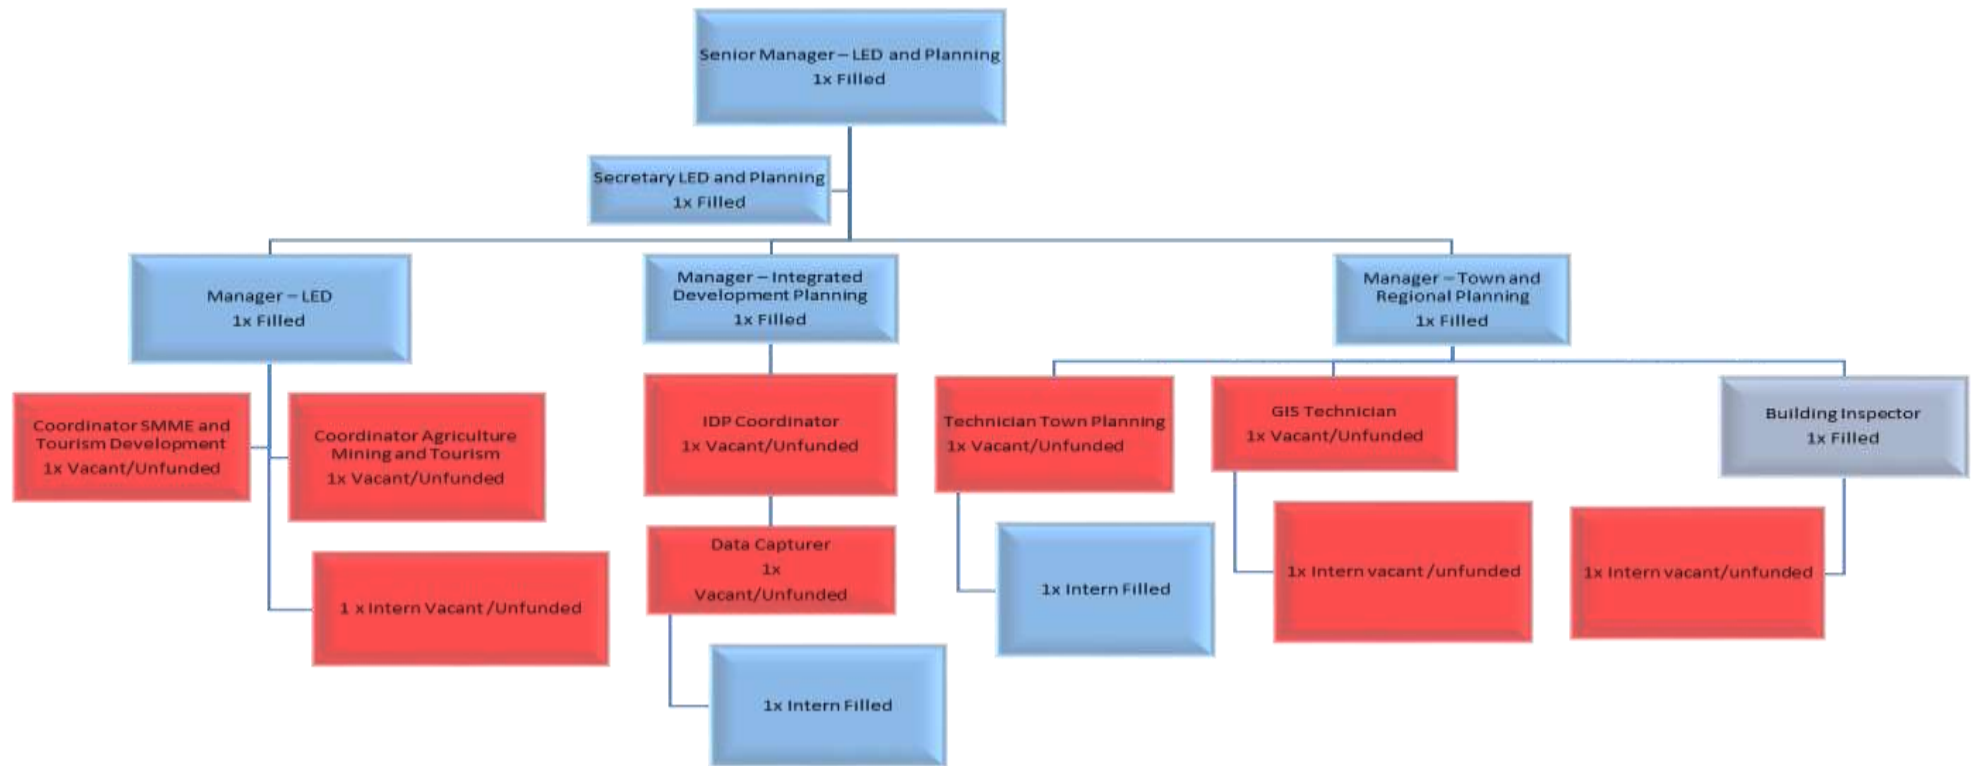 Senior Manager – LED and Planning
1x Filled
Secretary LED and Planning
1x Filled
Manager – LED
1x Filled
Manager – Integrated
Development Planning
1x Filled
Manager – Town and
Regional Planning
1x Filled
Coordinator SMME and
Tourism Development
1x Vacant/Unfunded
Coordinator Agriculture
Mining and Tourism
1x Vacant/Unfunded
1 x Intern Vacant /Unfunded
IDP Coordinator
1x Vacant/Unfunded
Data Capturer
1x
Vacant/Unfunded
1x Intern Filled
Technician Town Planning
1x Vacant/Unfunded
1x Intern Filled
GIS Technician
1x Vacant/Unfunded
1x Intern vacant /unfunded
Building Inspector
1x Filled
1x Intern vacant/unfunded